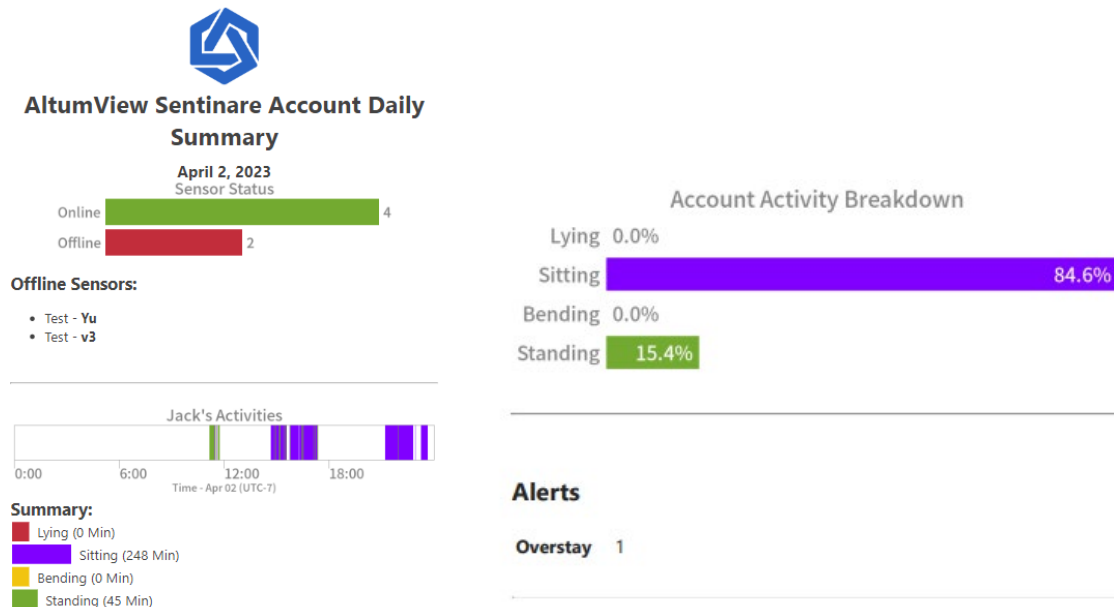 AltumView Sentinare Account Daily
Summary
April 2, 2023
Sensor Status
Online 4
Offline 2
Offline Sensors:
• Test - Yu
• Test - v3
Jack's Activities
0:00 6:00 12:00 18:00
Time - Apr 02 (UTC-7)
Summary:
Lying (0 Min)
Sitting (248 Min)
Bending (0 Min)
Standing (45 Min)
Account Activity Breakdown
Lying 0.0%
Sitting 84.6%
Bending 0.0%
Standing 15.4%
Alerts
Overstay 1